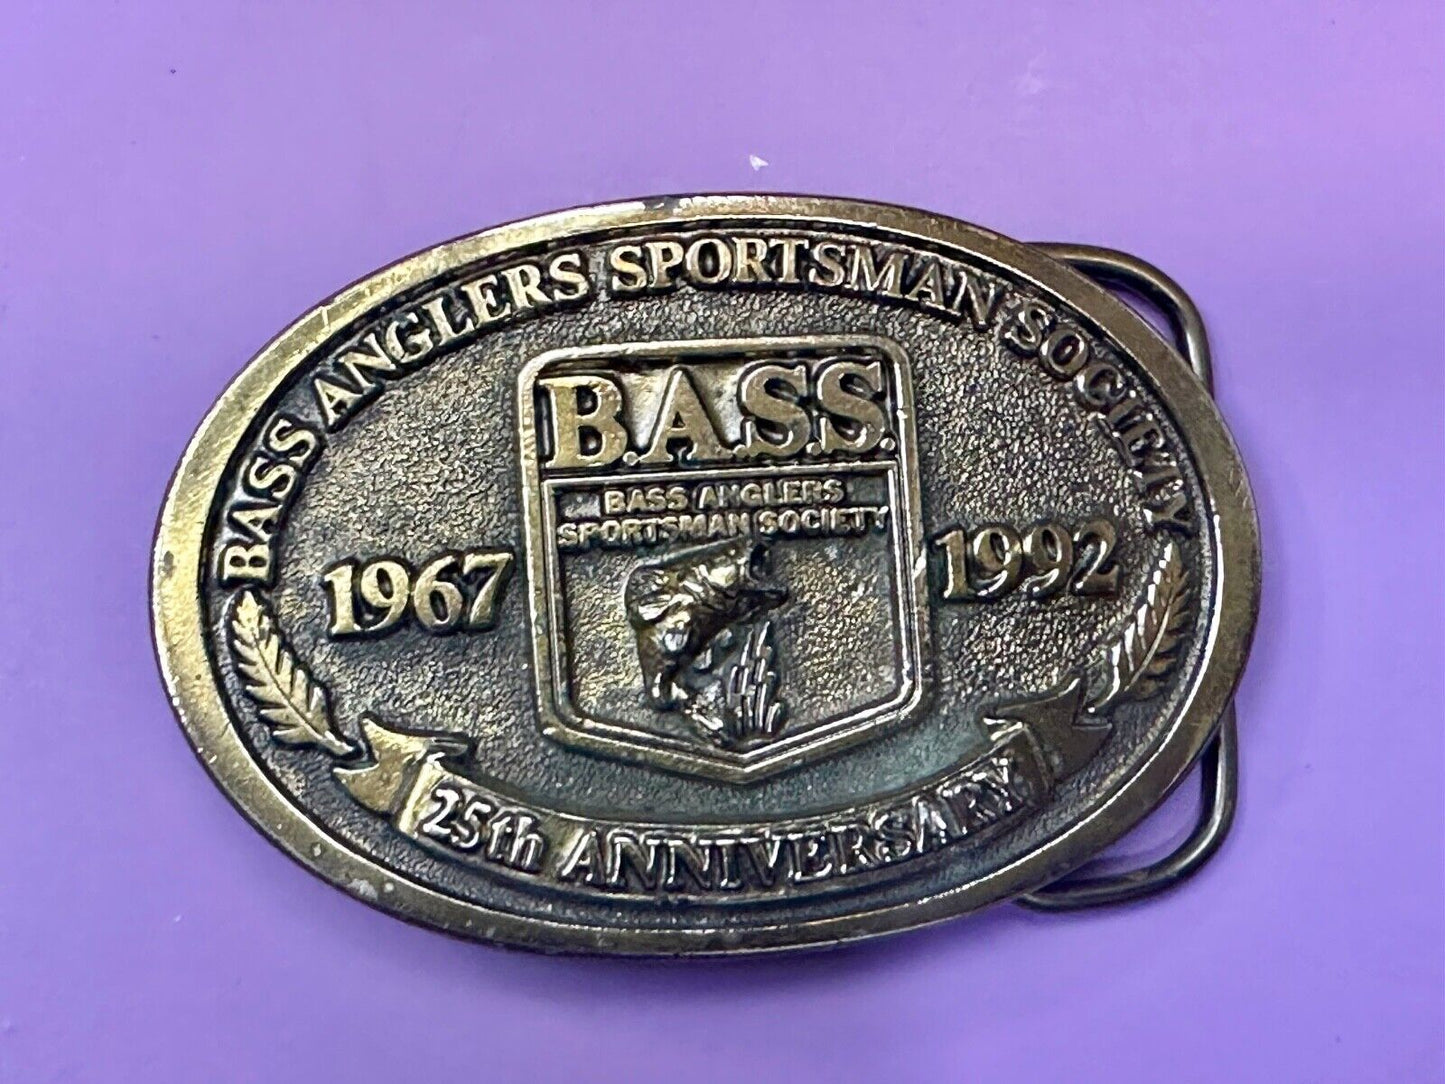 BASS ANGLERS SPORTSMAN SOCIETY
B.A.S.S.
BASS ANGLERS
SPORTSMAN SOCIETY
1967
1992
25th ANNIVERSARY